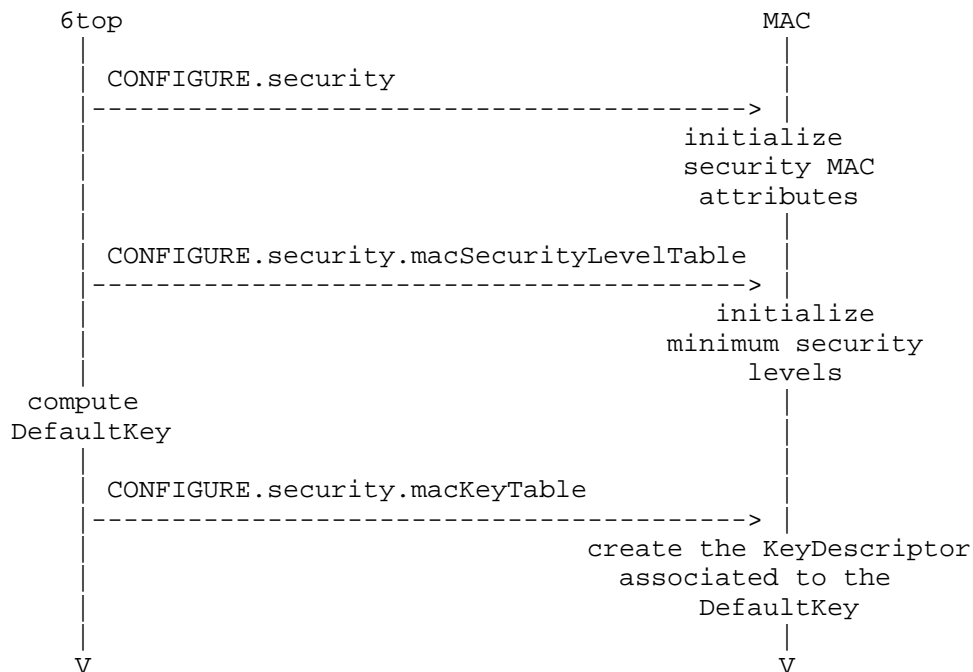 6top MAC
CONFIGURE.security
initialize
security MAC
attributes
CONFIGURE.security.macSecurityLevelTable
initialize
minimum security
levels
compute
DefaultKey
CONFIGURE.security.macKeyTable
create the KeyDescriptor
associated to the
DefaultKey
V V